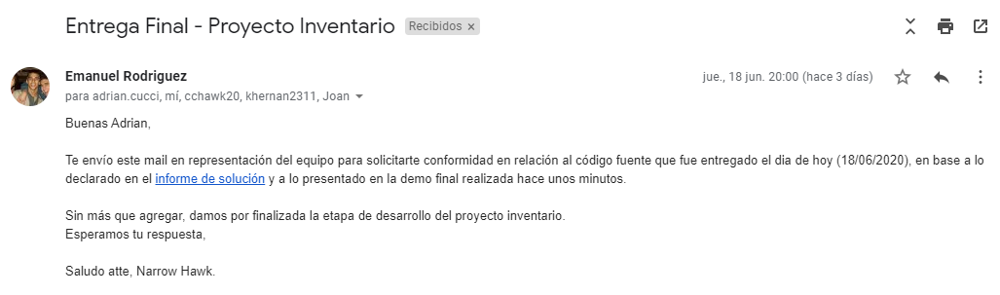 Entrega Final - Proyecto Inventario Recibidos ×
Emanuel Rodriguez jue., 18 jun. 20:00 (hace 3 días)
para adrian.cucci, mí, cchawk20, khernan2311, Joan
Buenas Adrian,
Te envío este mail en representación del equipo para solicitarte conformidad en relación al código fuente que fue entregado el dia de hoy (18/06/2020), en base a lo
declarado en el informe de solución y a lo presentado en la demo final realizada hace unos minutos.
Sin más que agregar, damos por finalizada la etapa de desarrollo del proyecto inventario.
Esperamos tu respuesta,
Saludo atte, Narrow Hawk.